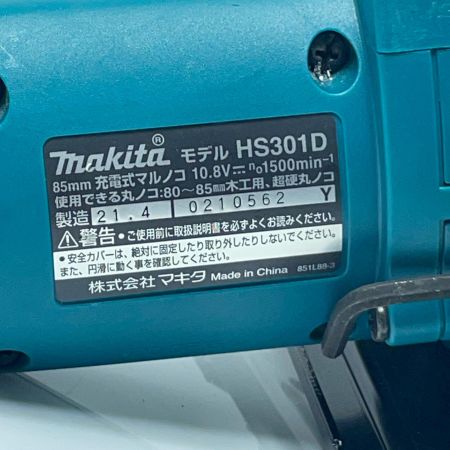 makita® モデル HS301D
85mm 充電式マルノコ 10.8V⎓ n₀1500min⁻¹
使用できる丸ノコ:80～85mm木工用、超硬丸ノコ
製造 21.4 0210562 Y
⚠警告 •ご使用前に取扱説明書を必ずよくお読みください。
•安全カバーは、絶対に固定したり取り外したりしないでください。
また、円滑に動く事を確認してください。
株式会社 マキタ Made in China 851L88-3